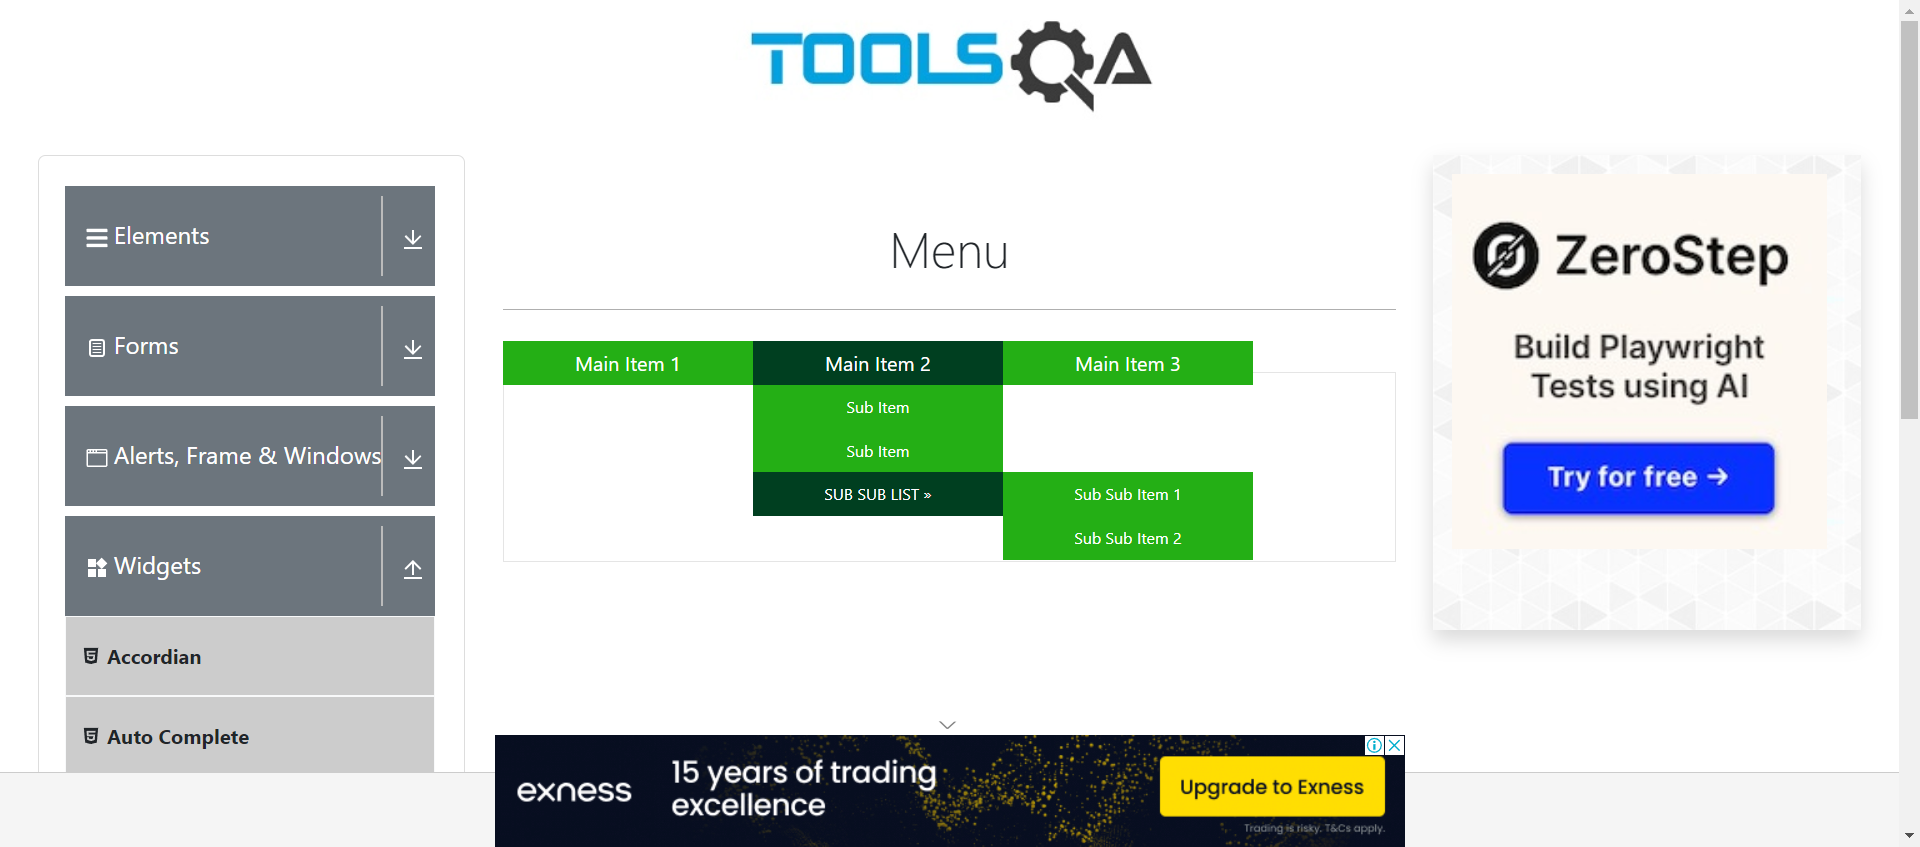 TOOLSQA
Elements
Forms
Alerts, Frame & Windows
Widgets
Accordian
Auto Complete
Menu
Main Item 1
Main Item 2
Main Item 3
Sub Item
Sub Item
SUB SUB LIST »
Sub Sub Item 1
Sub Sub Item 2
ZeroStep
Build Playwright
Tests using AI
Try for free →
exness
15 years of trading
excellence
Upgrade to Exness
Trading is risky. T&Cs apply.